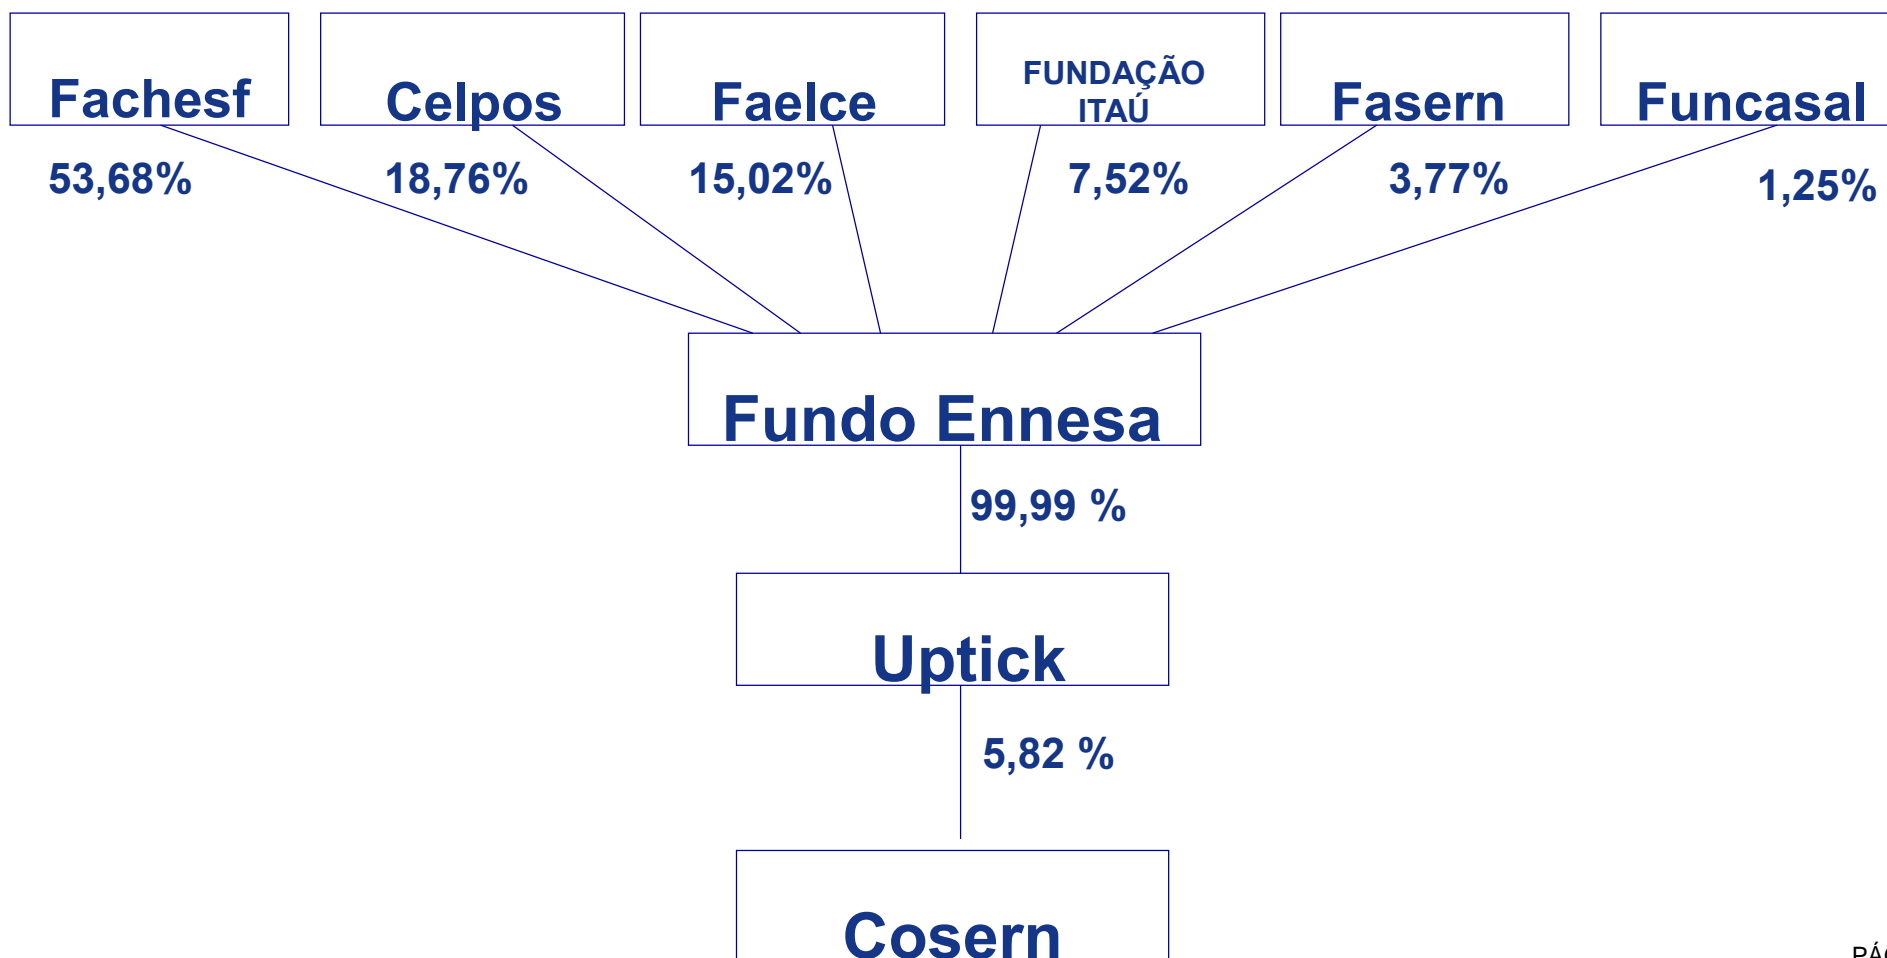 Fachesf
Celpos
Faelce
FUNDAÇÃO
ITAÚ
Fasern
Funcasal
53,68%
18,76%
15,02%
7,52%
3,77%
1,25%
Fundo Ennesa
99,99 %
Uptick
5,82 %
Cosern